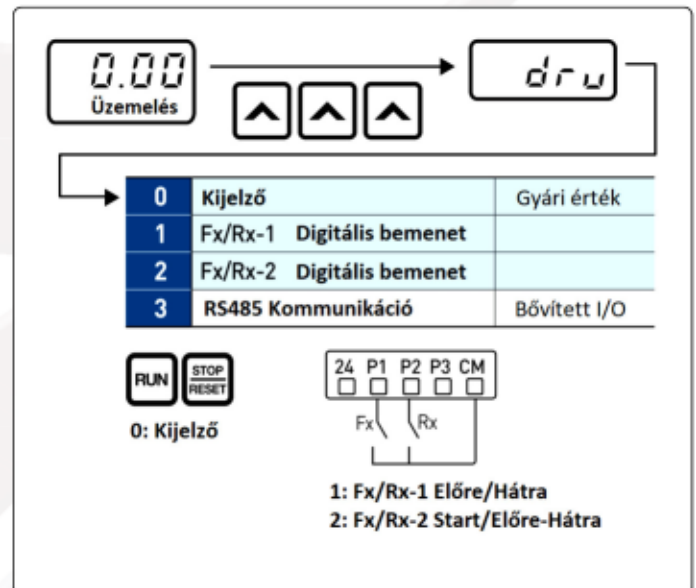 0.00
Üzemelés
drv
0 Kijelző Gyári érték
1 Fx/Rx-1 Digitális bemenet
2 Fx/Rx-2 Digitális bemenet
3 RS485 Kommunikáció Bővített I/O
RUN STOP
RESET
24 P1 P2 P3 CM
Fx Rx
0: Kijelző
1: Fx/Rx-1 Előre/Hátra
2: Fx/Rx-2 Start/Előre-Hátra